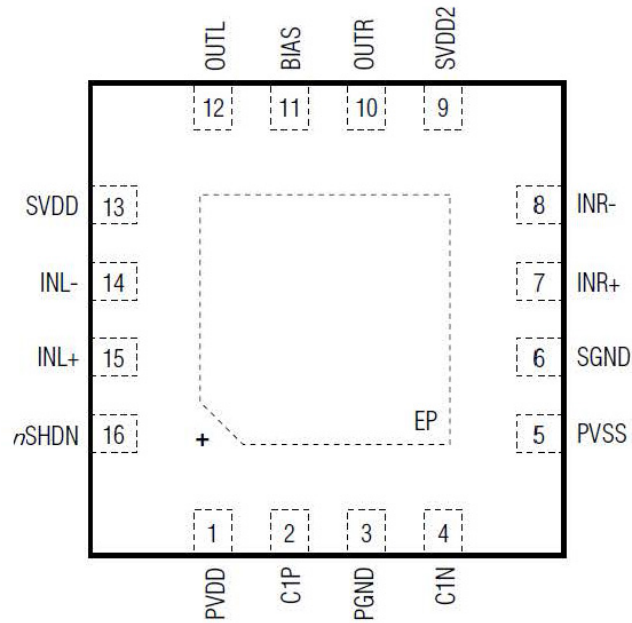 OUTL BIAS OUTR SVDD2
12 11 10 9
SVDD 13 8 INR-
INL- 14 7 INR+
INL+ 15 6 SGND
nSHDN 16 + EP 5 PVSS
1 2 3 4
PVDD C1P PGND C1N